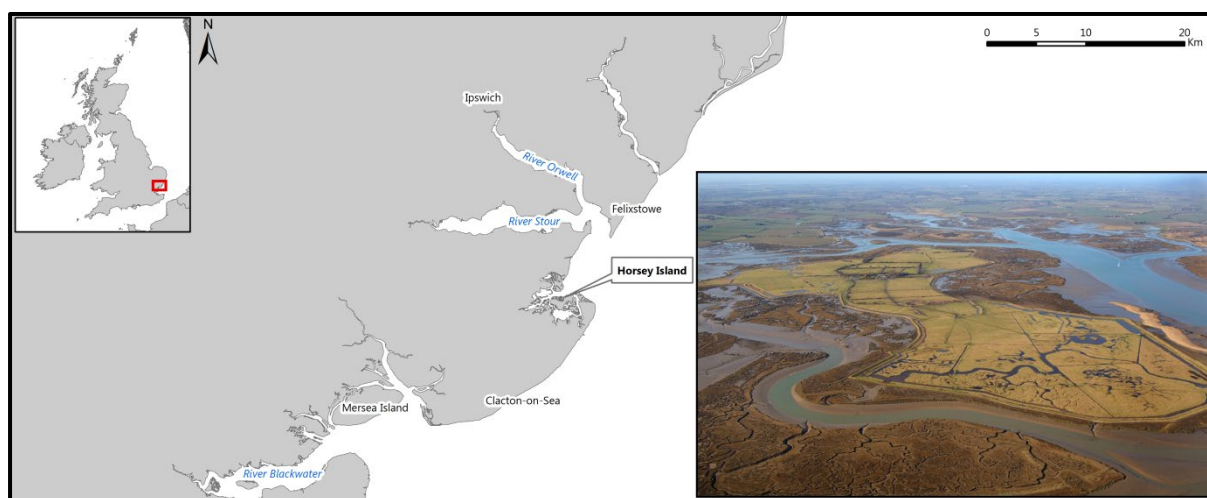 N
0 5 10 20
Km
Ipswich
River Orwell
Felixstowe
River Stour
Horsey Island
Mersea Island
Clacton-on-Sea
River Blackwater